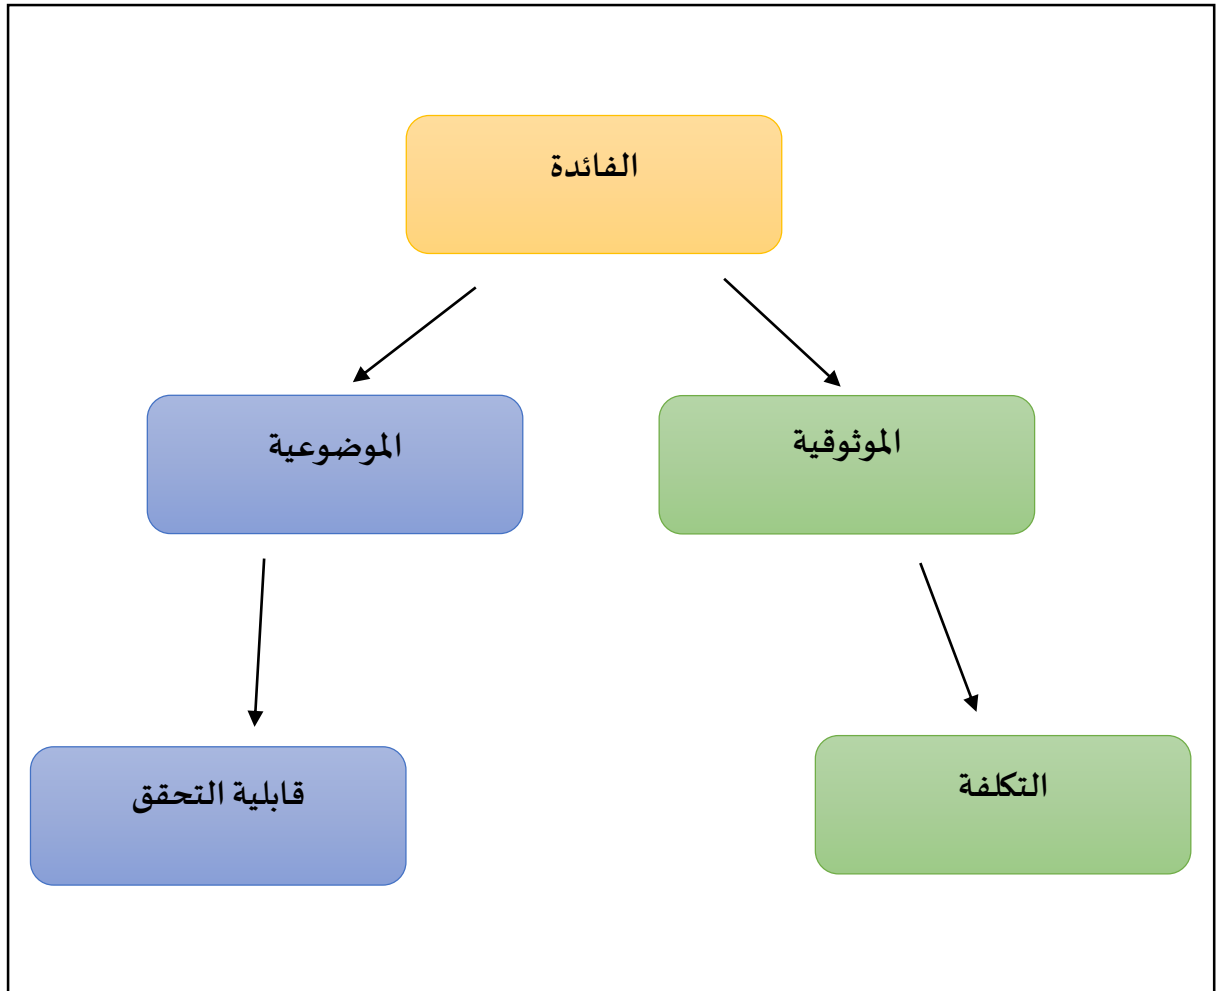 الفائدة
الموثوقية
الموضوعية
التكلفة
قابلية التحقق